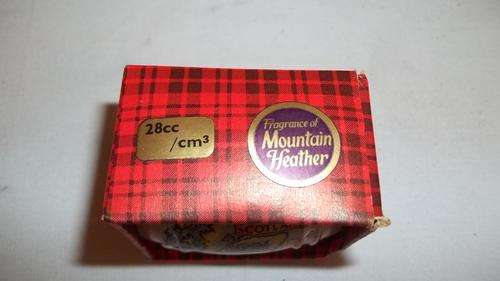 28cc
/cm³
Fragrance of
Mountain
Heather